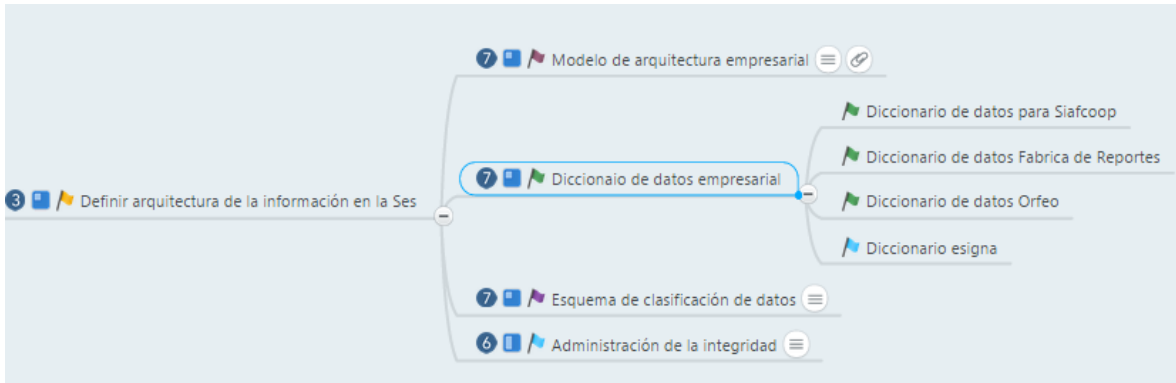 7 Modelo de arquitectura empresarial
Diccionario de datos para Siafcoop
Diccionario de datos Fabrica de Reportes
7 Diccionaio de datos empresarial
3 Definir arquitectura de la información en la Ses
Diccionario de datos Orfeo
Diccionario esigna
7 Esquema de clasificación de datos
6 Administración de la integridad